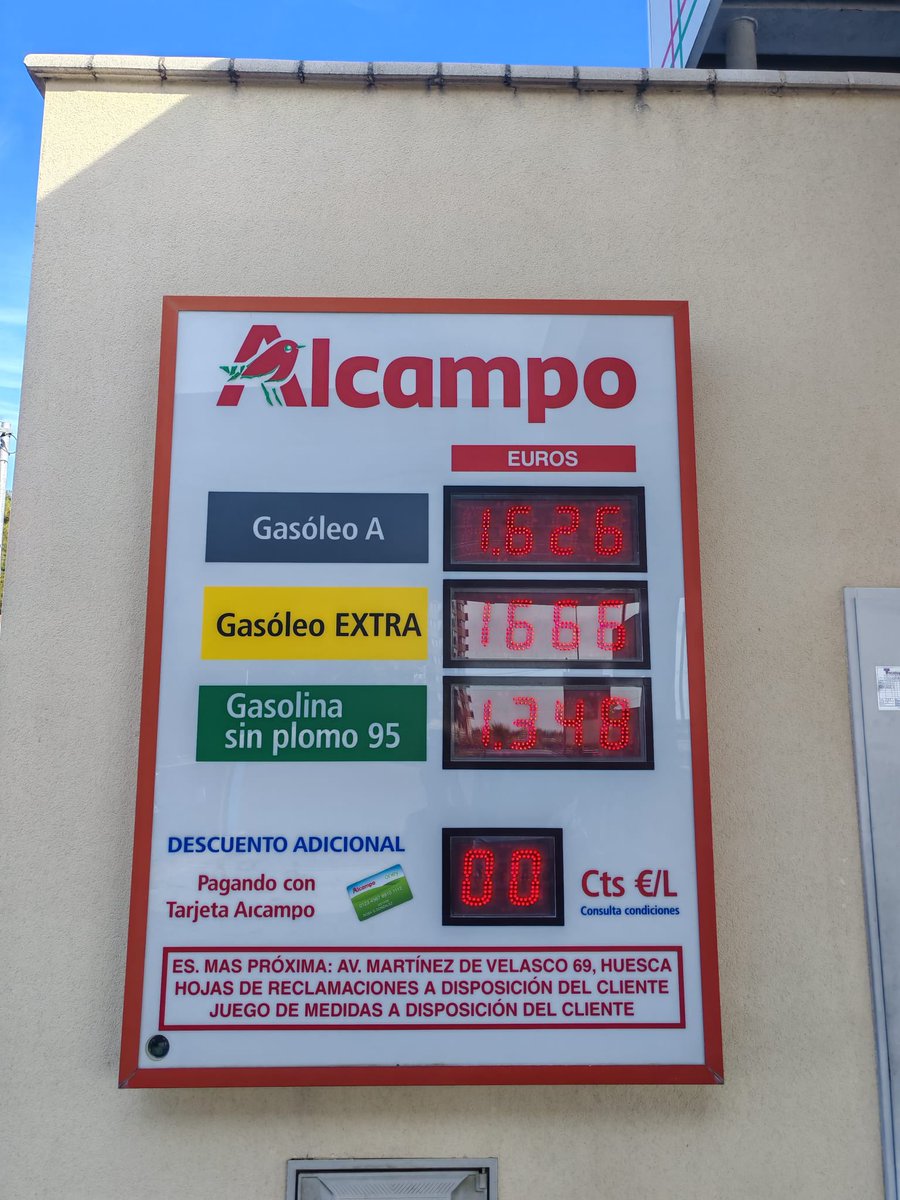 Alcampo
EUROS
Gasóleo A 1.626
Gasóleo EXTRA 1666
Gasolina
sin plomo 95 1.348
DESCUENTO ADICIONAL
Pagando con
Tarjeta Alcampo
Alcampo
00
Cts €/L
Consulta condiciones
ES. MAS PRÓXIMA: AV. MARTÍNEZ DE VELASCO 69, HUESCA
HOJAS DE RECLAMACIONES A DISPOSICIÓN DEL CLIENTE
JUEGO DE MEDIDAS A DISPOSICIÓN DEL CLIENTE